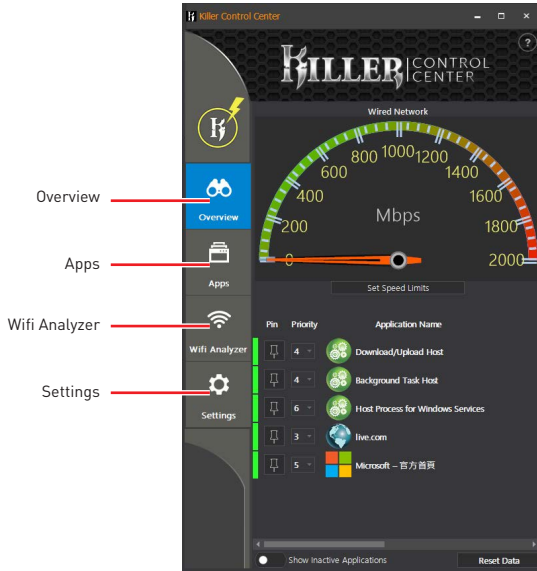 Killer Control Center
KILLER CONTROL CENTER
?
Wired Network
0
200
400
600
800
1000
1200
1400
1600
1800
2000
Mbps
Set Speed Limits
Overview
Overview
Apps
Apps
Wifi Analyzer
Wifi Analyzer
Settings
Settings
Pin Priority Application Name
4 Download/Upload Host
4 Background Task Host
6 Host Process for Windows Services
3 live.com
5 Microsoft – 官方首頁
Show Inactive Applications Reset Data